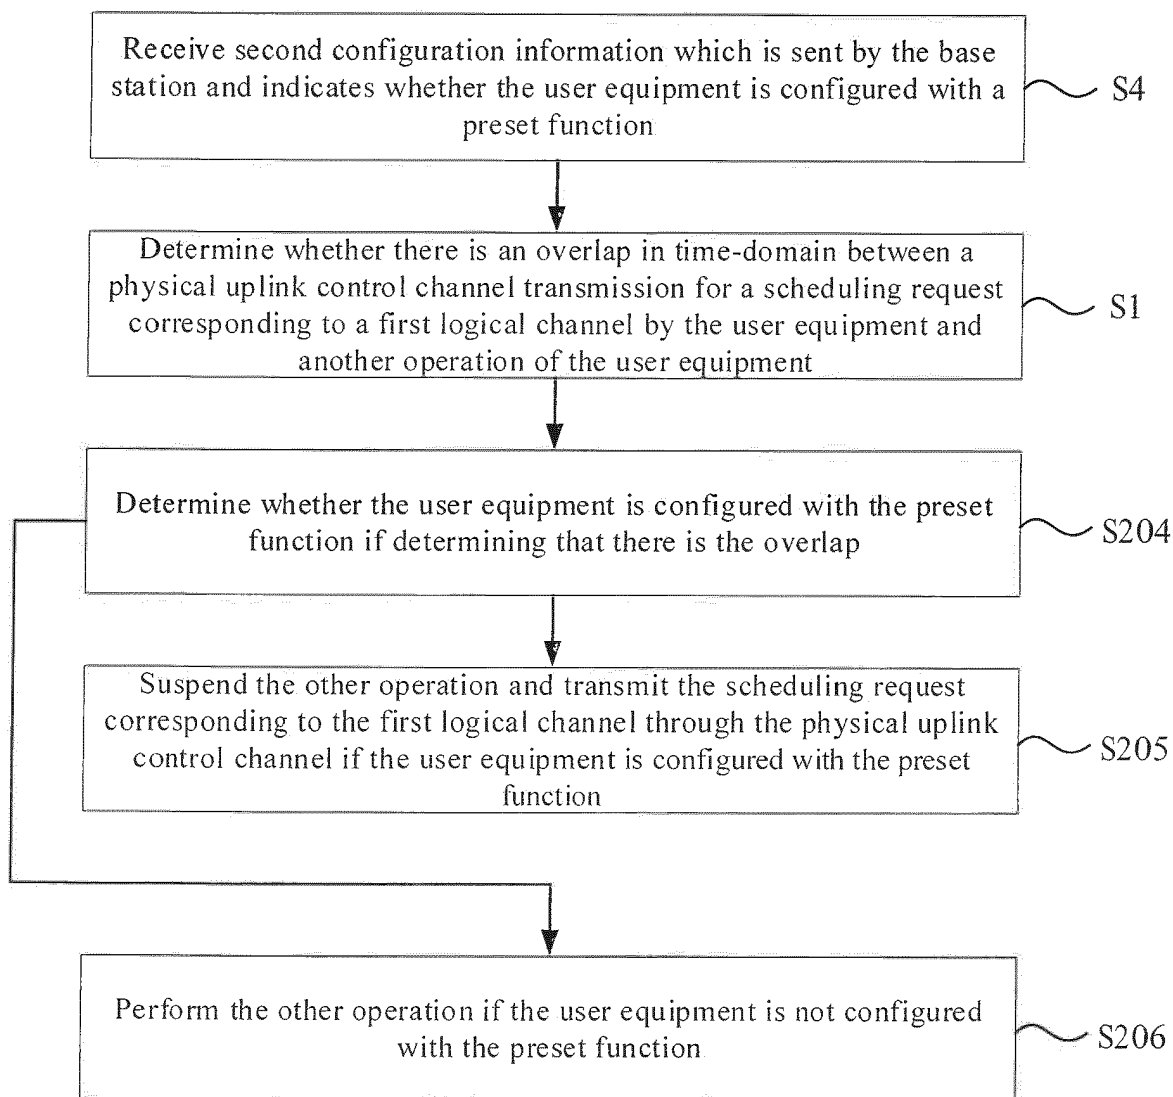 Receive second configuration information which is sent by the base
station and indicates whether the user equipment is configured with a
preset function
S4
Determine whether there is an overlap in time-domain between a
physical uplink control channel transmission for a scheduling request
corresponding to a first logical channel by the user equipment and
another operation of the user equipment
S1
Determine whether the user equipment is configured with the preset
function if determining that there is the overlap
S204
Suspend the other operation and transmit the scheduling request
corresponding to the first logical channel through the physical uplink
control channel if the user equipment is configured with the preset
function
S205
Perform the other operation if the user equipment is not configured
with the preset function
S206